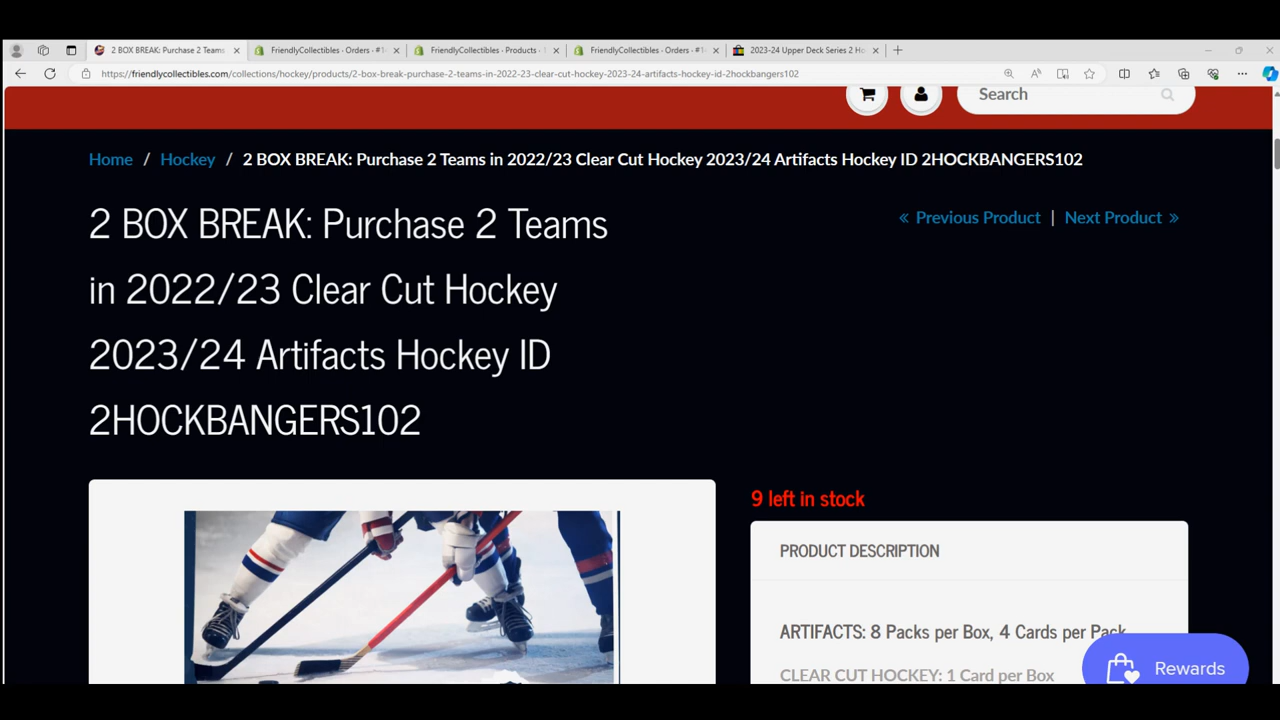 2 BOX BREAK: Purchase 2 Teams
FriendlyCollectibles · Orders · #1
FriendlyCollectibles · Products ·
FriendlyCollectibles · Orders · #1
2023-24 Upper Deck Series 2 Ho
https://friendlycollectibles.com/collections/hockey/products/2-box-break-purchase-2-teams-in-2022-23-clear-cut-hockey-2023-24-artifacts-hockey-id-2hockbangers102
Search
Home / Hockey / 2 BOX BREAK: Purchase 2 Teams in 2022/23 Clear Cut Hockey 2023/24 Artifacts Hockey ID 2HOCKBANGERS102
2 BOX BREAK: Purchase 2 Teams
in 2022/23 Clear Cut Hockey
2023/24 Artifacts Hockey ID
2HOCKBANGERS102
« Previous Product | Next Product »
9 left in stock
PRODUCT DESCRIPTION
ARTIFACTS: 8 Packs per Box, 4 Cards per Pack
CLEAR CUT HOCKEY: 1 Card per Box
Rewards